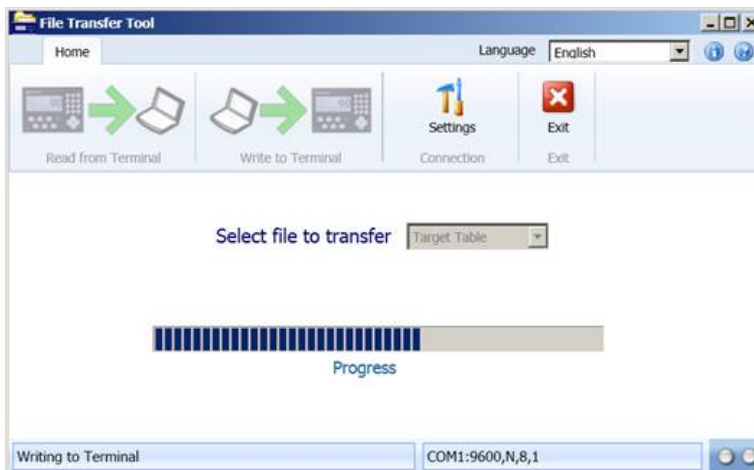 File Transfer Tool
Home
Language English
Read from Terminal
Write to Terminal
Settings
Connection
Exit
Exit
Select file to transfer Target Table
Progress
Writing to Terminal
COM1:9600,N,8,1